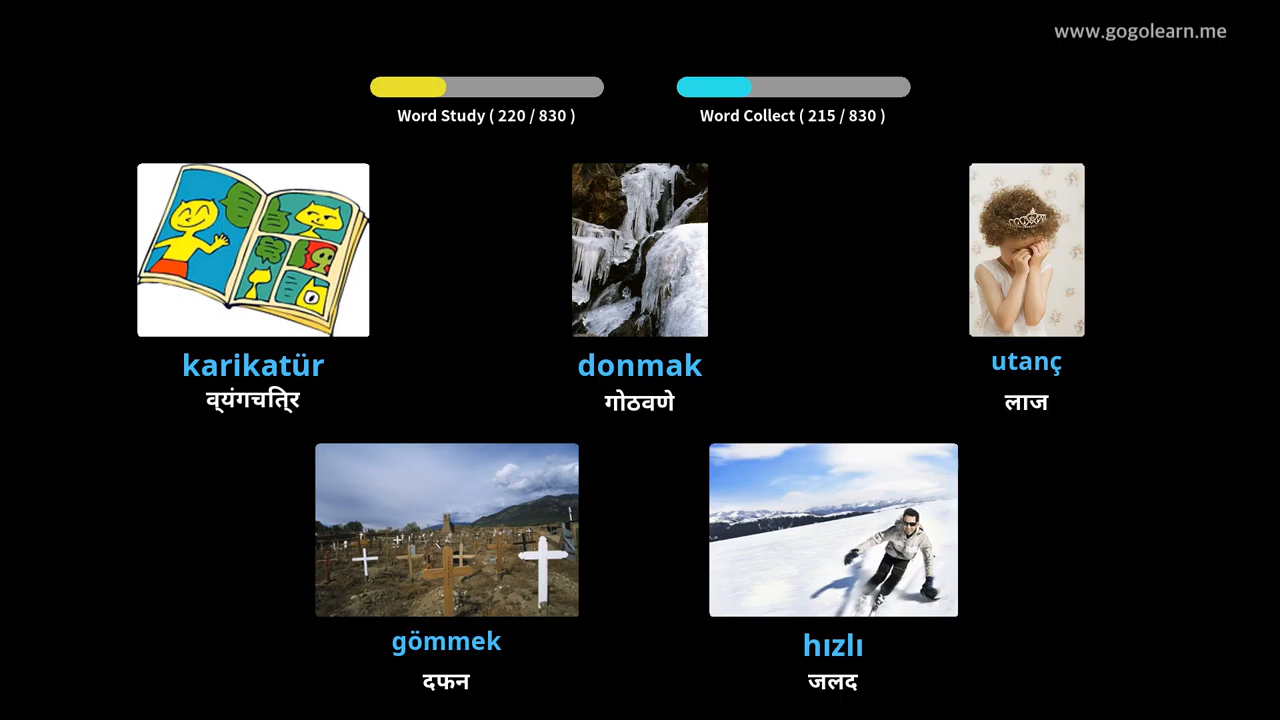 www.gogolearn.me
Word Study ( 220 / 830 )
Word Collect ( 215 / 830 )
karikatür
व्यंगचित्र
donmak
गोठवणे
utanç
लाज
gömmek
दफन
hızlı
जलद